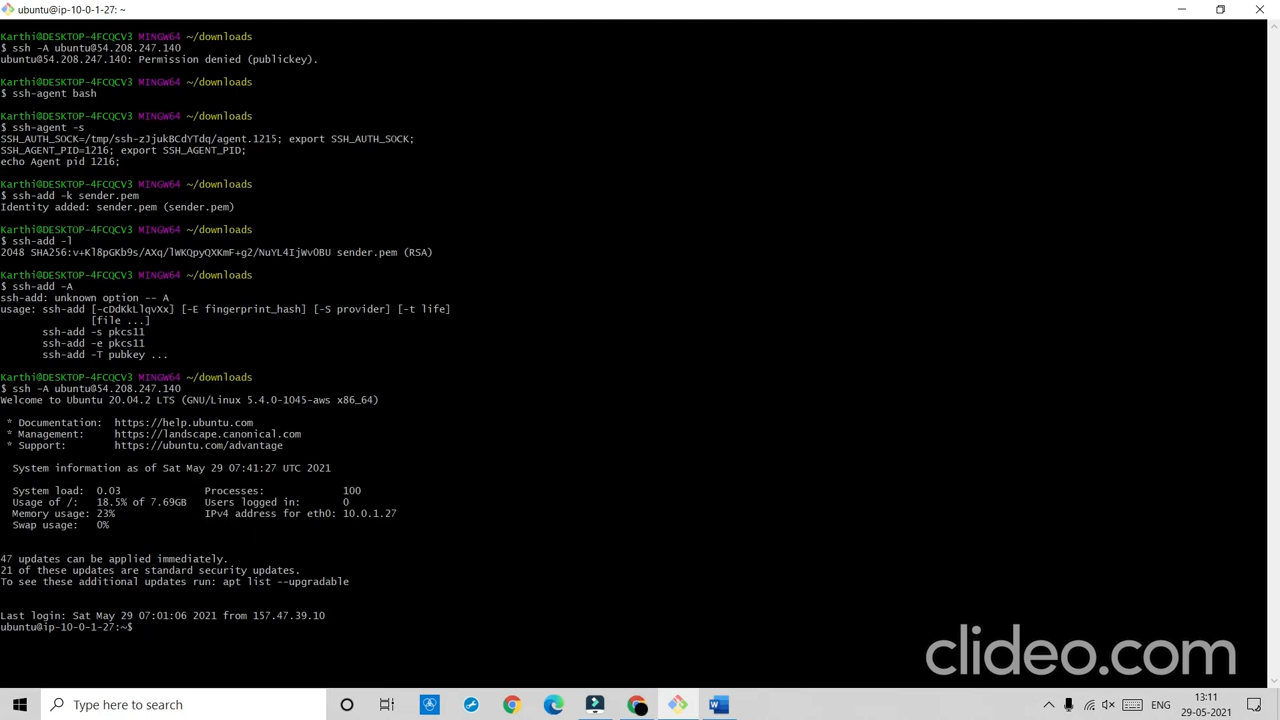 ubuntu@ip-10-0-1-27: ~
Karthi@DESKTOP-4FCQCV3 MINGW64 ~/downloads
$ ssh -A ubuntu@54.208.247.140
ubuntu@54.208.247.140: Permission denied (publickey).
Karthi@DESKTOP-4FCQCV3 MINGW64 ~/downloads
$ ssh-agent bash
Karthi@DESKTOP-4FCQCV3 MINGW64 ~/downloads
$ ssh-agent -s
SSH_AUTH_SOCK=/tmp/ssh-zJjukBCdYTdq/agent.1215; export SSH_AUTH_SOCK;
SSH_AGENT_PID=1216; export SSH_AGENT_PID;
echo Agent pid 1216;
Karthi@DESKTOP-4FCQCV3 MINGW64 ~/downloads
$ ssh-add -k sender.pem
Identity added: sender.pem (sender.pem)
Karthi@DESKTOP-4FCQCV3 MINGW64 ~/downloads
$ ssh-add -l
2048 SHA256:v+Kl8pGKb9s/AXq/lWKQpyQXKmF+g2/NuYL4IjWvOBU sender.pem (RSA)
Karthi@DESKTOP-4FCQCV3 MINGW64 ~/downloads
$ ssh-add -A
ssh-add: unknown option -- A
usage: ssh-add [-cDdKkLlqvXx] [-E fingerprint_hash] [-S provider] [-t life]
[file ...]
ssh-add -s pkcs11
ssh-add -e pkcs11
ssh-add -T pubkey ...
Karthi@DESKTOP-4FCQCV3 MINGW64 ~/downloads
$ ssh -A ubuntu@54.208.247.140
Welcome to Ubuntu 20.04.2 LTS (GNU/Linux 5.4.0-1045-aws x86_64)
* Documentation: https://help.ubuntu.com
* Management: https://landscape.canonical.com
* Support: https://ubuntu.com/advantage
System information as of Sat May 29 07:41:27 UTC 2021
System load: 0.03 Processes: 100
Usage of /: 18.5% of 7.69GB Users logged in: 0
Memory usage: 23% IPv4 address for eth0: 10.0.1.27
Swap usage: 0%
47 updates can be applied immediately.
21 of these updates are standard security updates.
To see these additional updates run: apt list --upgradable
Last login: Sat May 29 07:01:06 2021 from 157.47.39.10
ubuntu@ip-10-0-1-27:~$
clideo.com
Type here to search
ENG
13:11
29-05-2021